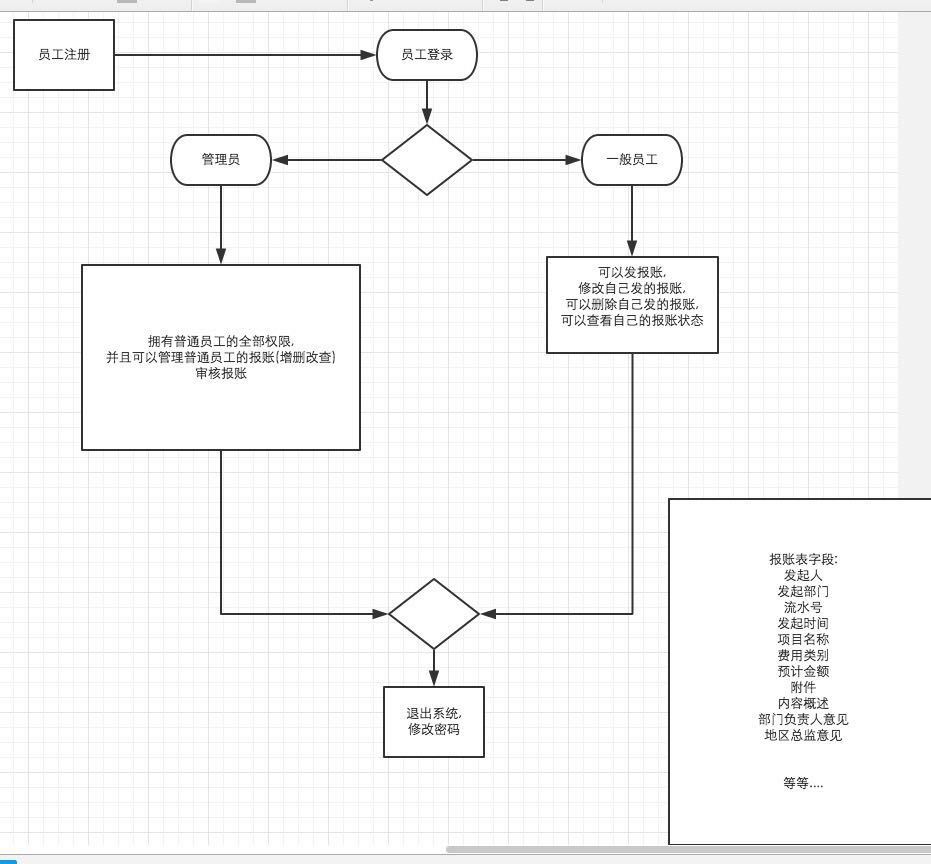 员工注册
员工登录
管理员
一般员工
可以发报账,
修改自己发的报账,
可以删除自己发的报账,
可以查看自己的报账状态
拥有普通员工的全部权限,
并且可以管理普通员工的报账(增删改查)
审核报账
报账表字段:
发起人
发起部门
流水号
发起时间
项目名称
费用类别
预计金额
附件
内容概述
部门负责人意见
地区总监意见
等等....
退出系统,
修改密码